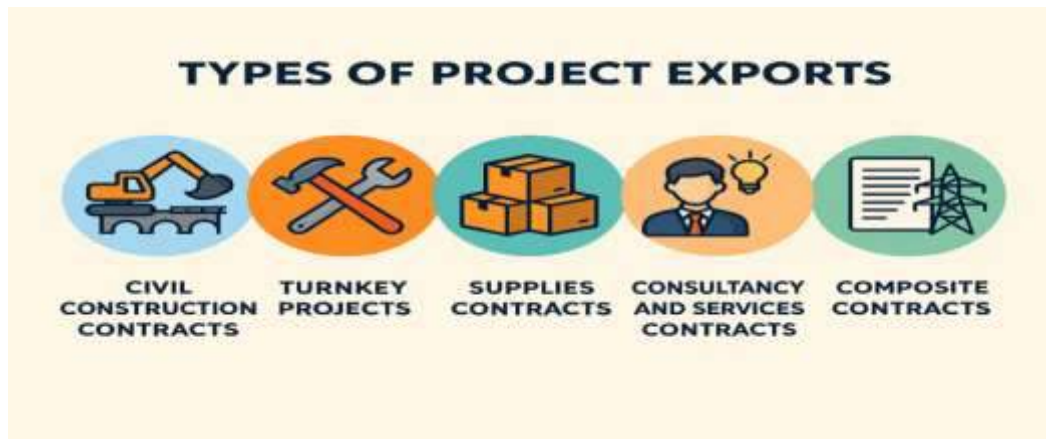 TYPES OF PROJECT EXPORTS
CIVIL
CONSTRUCTION
CONTRACTS
TURNKEY
PROJECTS
SUPPLIES
CONTRACTS
CONSULTANCY
AND SERVICES
CONTRACTS
COMPOSITE
CONTRACTS